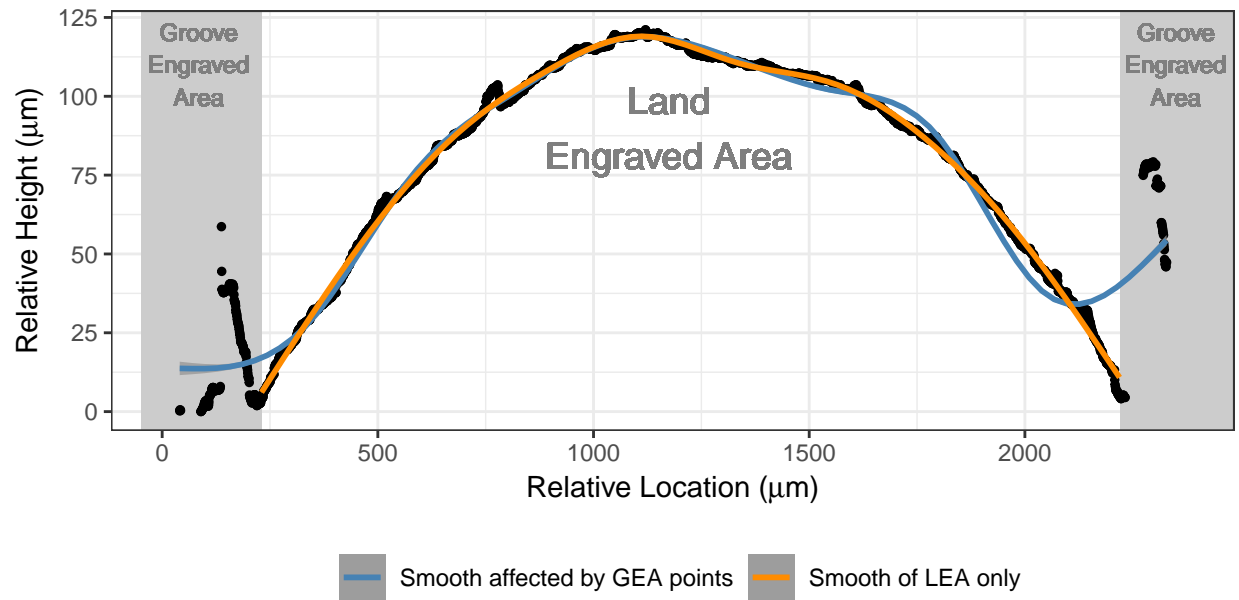 Groove
Engraved
Area
Groove
Engraved
Area
Land
Engraved Area
125
100
75
50
25
0
Relative Height (μm)
0 500 1000 1500 2000
Relative Location (μm)
Smooth affected by GEA points Smooth of LEA only